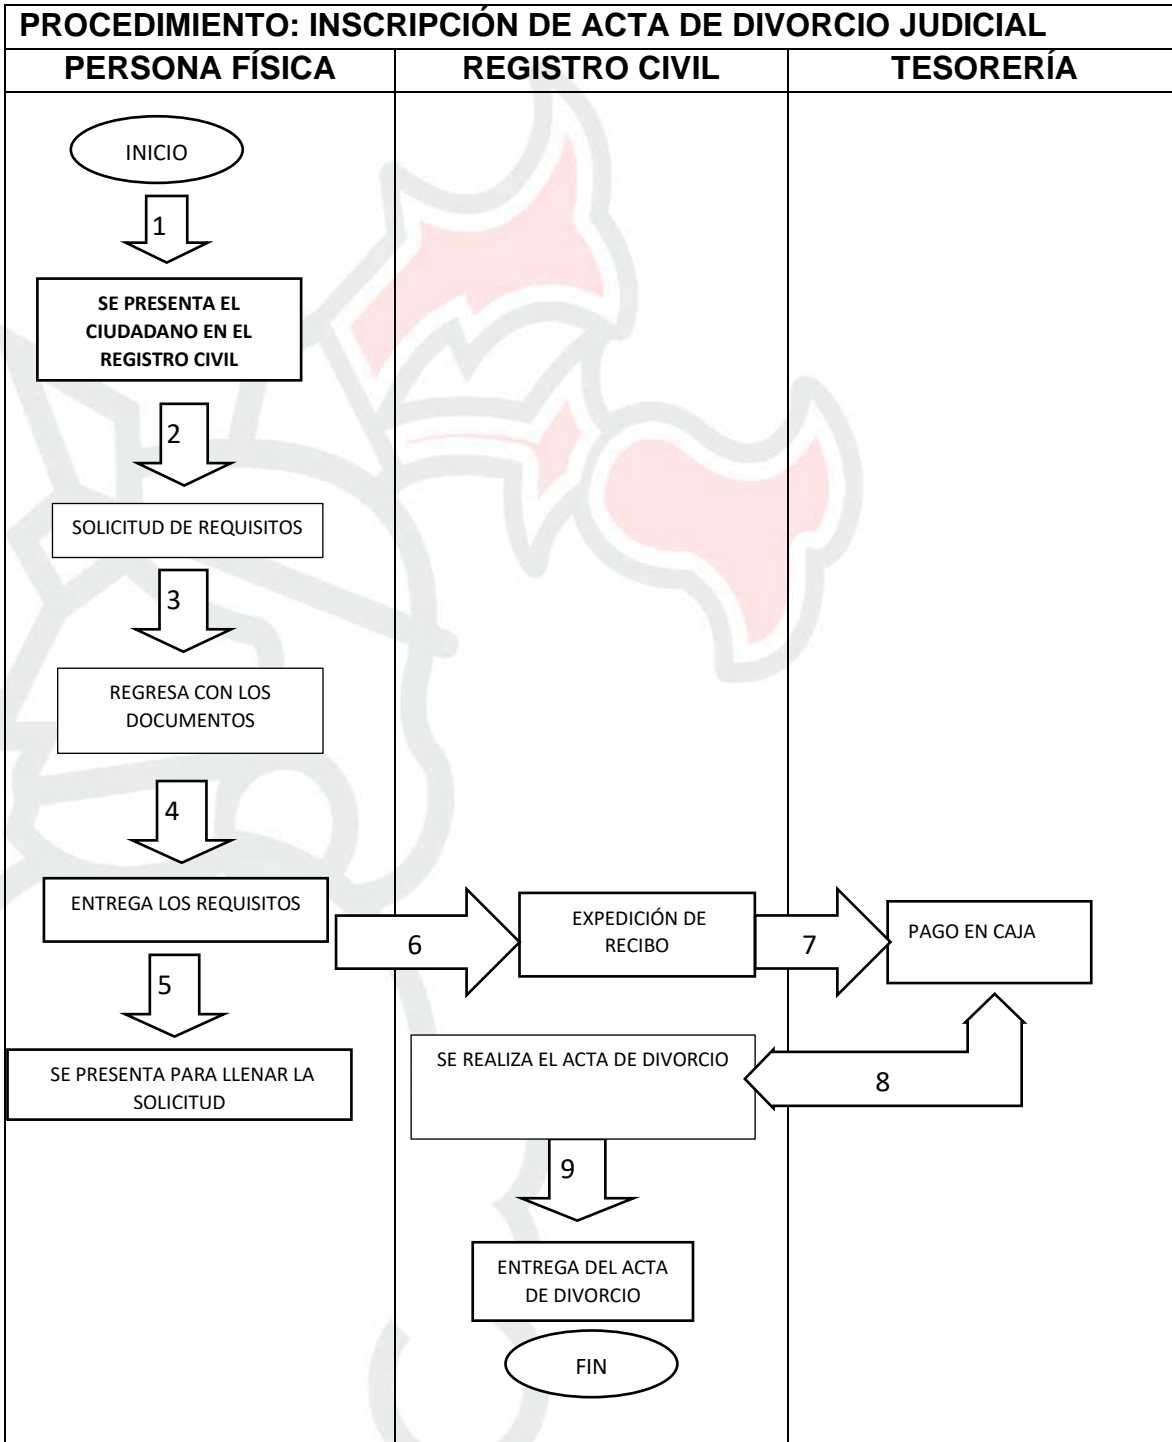 PROCEDIMIENTO: INSCRIPCIÓN DE ACTA DE DIVORCIO JUDICIAL
PERSONA FÍSICA
REGISTRO CIVIL
TESORERÍA
INICIO
1
SE PRESENTA EL
CIUDADANO EN EL
REGISTRO CIVIL
2
SOLICITUD DE REQUISITOS
3
REGRESA CON LOS
DOCUMENTOS
4
ENTREGA LOS REQUISITOS
5
SE PRESENTA PARA LLENAR LA
SOLICITUD
6
EXPEDICIÓN DE
RECIBO
7
PAGO EN CAJA
8
SE REALIZA EL ACTA DE DIVORCIO
9
ENTREGA DEL ACTA
DE DIVORCIO
FIN